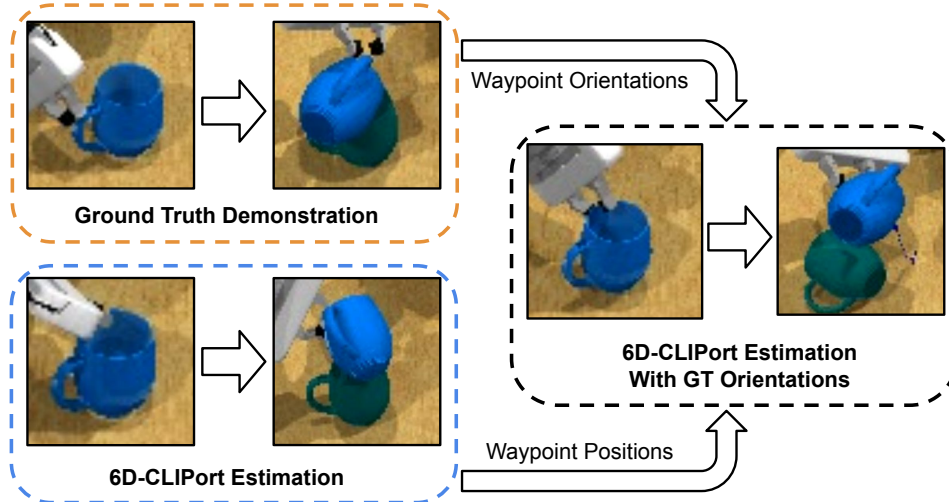 Waypoint Orientations
Ground Truth Demonstration
6D-CLIPort Estimation
With GT Orientations
Waypoint Positions
6D-CLIPort Estimation